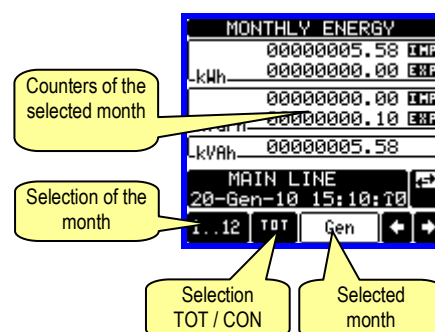 MONTHLY ENERGY
00000005.58 IMP
kWh 00000000.00 EXP
00000000.00 IMP
00000000.10 EXP
kVAh 00000005.58
MAIN LINE
20-Gen-10 15:10:10
1..12 TOT Gen
Counters of the
selected month
Selection of the
month
Selection
TOT / CON
Selected
month